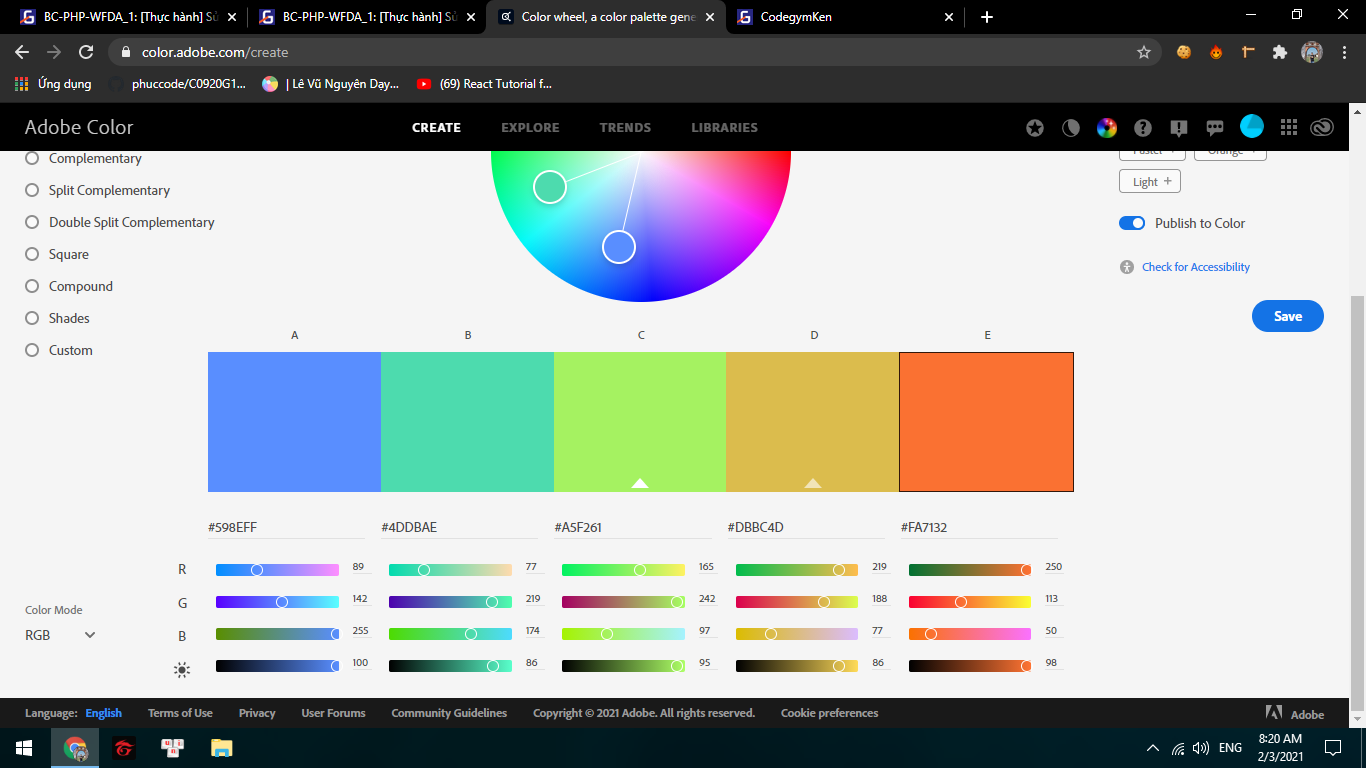 BC-PHP-WFDA_1: [Thực hành] Sử
BC-PHP-WFDA_1: [Thực hành] Sử
Color wheel, a color palette gene
CodegymKen
color.adobe.com/create
Ứng dụng
phuccode/C0920G1...
| Lê Vũ Nguyên Dạy...
(69) React Tutorial f...
Adobe Color
CREATE
EXPLORE
TRENDS
LIBRARIES
Complementary
Split Complementary
Double Split Complementary
Square
Compound
Shades
Custom
Pastel +
Orange +
Light +
Publish to Color
Check for Accessibility
Save
A B C D E
#598EFF #4DDBAE #A5F261 #DBBC4D #FA7132
R 89 77 165 219 250
G 142 219 242 188 113
B 255 174 97 77 50
100 86 95 86 98
Color Mode
RGB
Language: English Terms of Use Privacy User Forums Community Guidelines Copyright © 2021 Adobe. All rights reserved. Cookie preferences Adobe
ENG
8:20 AM
2/3/2021